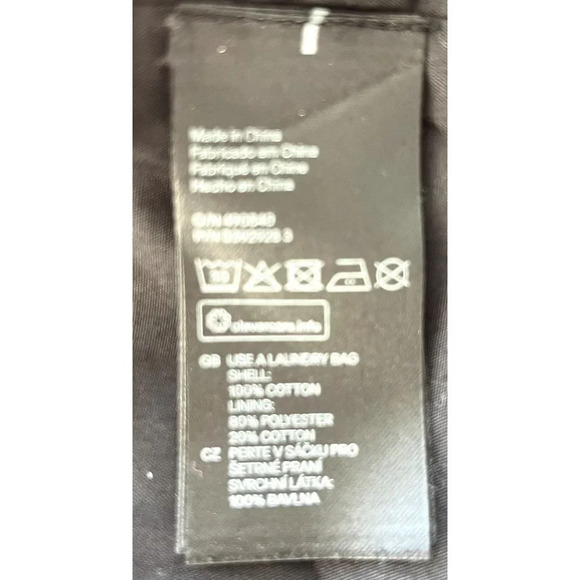 Made in China
Fabricado em China
Fabriqué en Chine
Hecho en China
clevercare.info
GB USE A LAUNDRY BAG
SHELL:
100% COTTON
LINING:
80% POLYESTER
20% COTTON
CZ PERTE V SÁČKU PRO
ŠETRNÉ PRANÍ
SVRCHNÍ LÁTKA:
100% BAVLNA